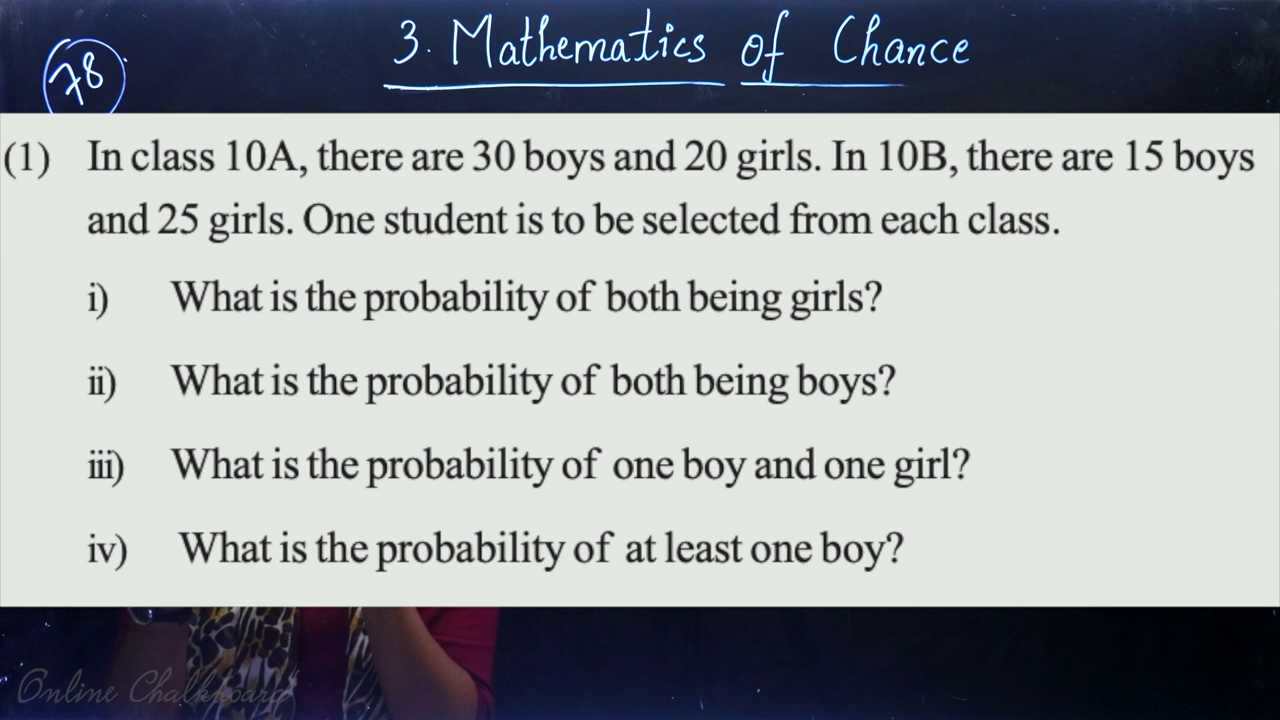 3. Mathematics of Chance
78
(1) In class 10A, there are 30 boys and 20 girls. In 10B, there are 15 boys
and 25 girls. One student is to be selected from each class.
i) What is the probability of both being girls?
ii) What is the probability of both being boys?
iii) What is the probability of one boy and one girl?
iv) What is the probability of at least one boy?
Online Chalkboard